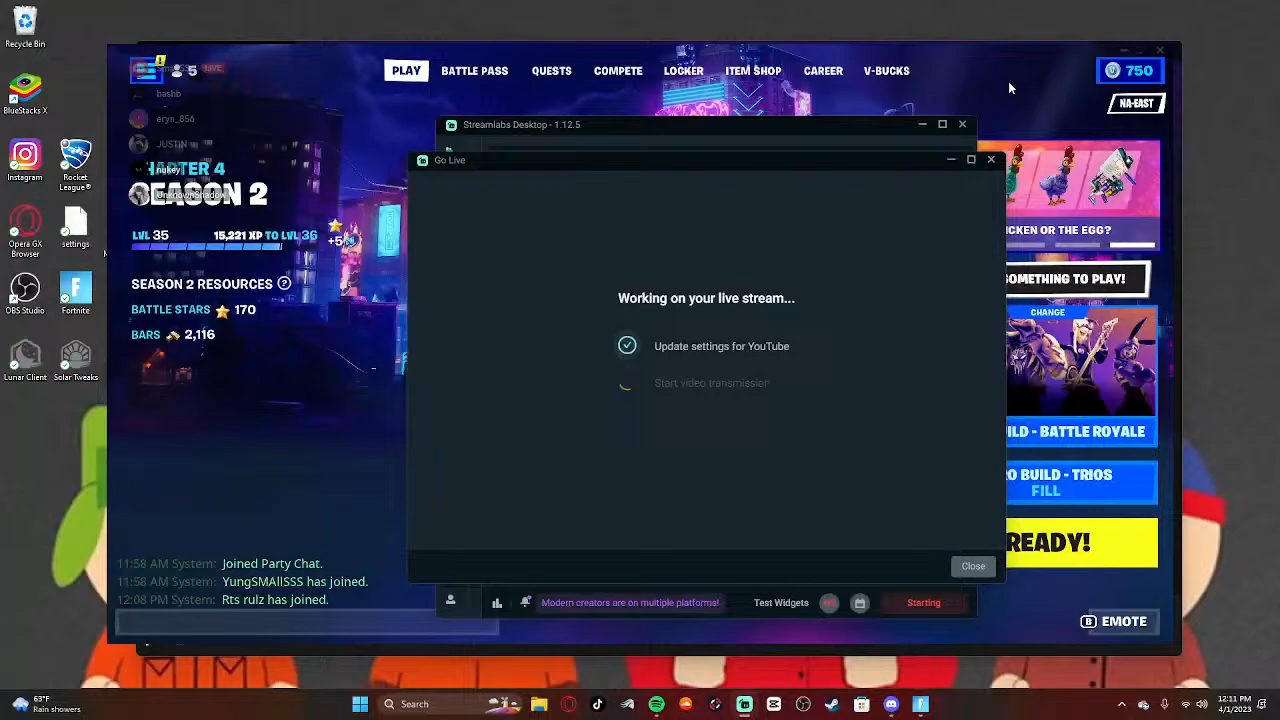 Recycle Bin
BlueStacks X
Instagram
Rocket
League
Opera GX
Browser
Settings
OBS Studio
Fortnite
Lunar Client
Solar Tweaks
5
LIVE
bashb
eryn_856
JUSTIN
nukey
UnknownShadow
PLAY
BATTLE PASS
QUESTS
COMPETE
LOCKER
ITEM SHOP
CAREER
V-BUCKS
750
NA-EAST
SEASON 2
LVL 35
15,221 XP TO LVL 36
SEASON 2 RESOURCES
BATTLE STARS 170
BARS 2,116
Streamlabs Desktop - 1.12.5
Go Live
Working on your live stream...
Update settings for YouTube
Start video transmission
Close
CKEN OR THE EGG?
OMETHING TO PLAY!
CHANGE
ILD - BATTLE ROYALE
O BUILD - TRIOS
FILL
READY!
11:58 AM System: Joined Party Chat.
11:58 AM System: YungSMAllSSS has joined.
12:08 PM System: Rts rulz has joined.
Modern creators are on multiple platforms!
Test Widgets
Starting
B EMOTE
63°F
Rain showers
Search
12:11 PM
4/1/2023